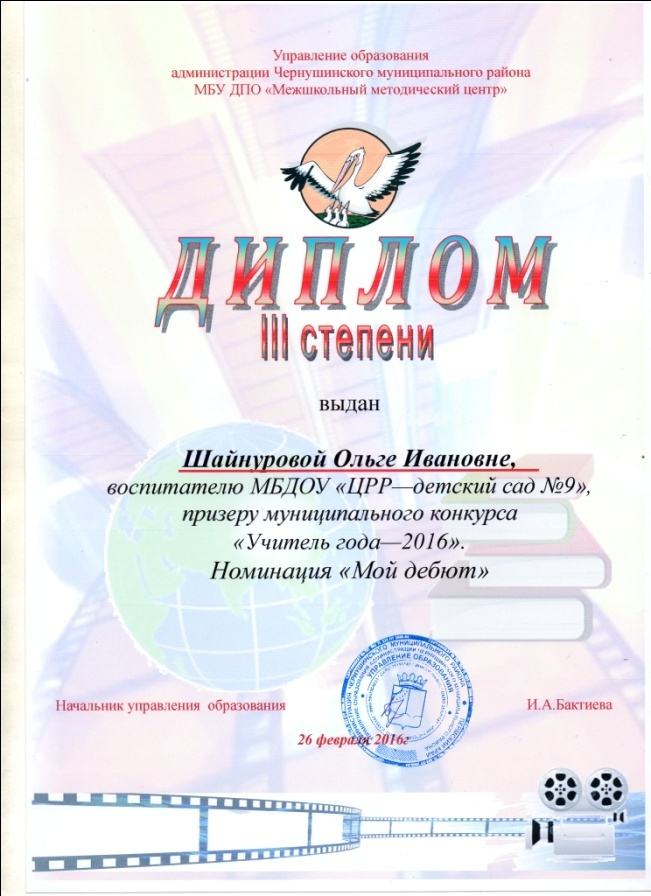 Управление образования
администрации Чернушинского муниципального района
МБУ ДПО «Межшкольный методический центр»
ДИПЛОМ
III степени
выдан
Шайнуровой Ольге Ивановне,
воспитателю МБДОУ «ЦРР—детский сад №9»,
призеру муниципального конкурса
«Учитель года—2016».
Номинация «Мой дебют»
УПРАВЛЕНИЕ ОБРАЗОВАНИЯ
Начальник управления образования
И.А.Бактиева
26 февраля 2016г